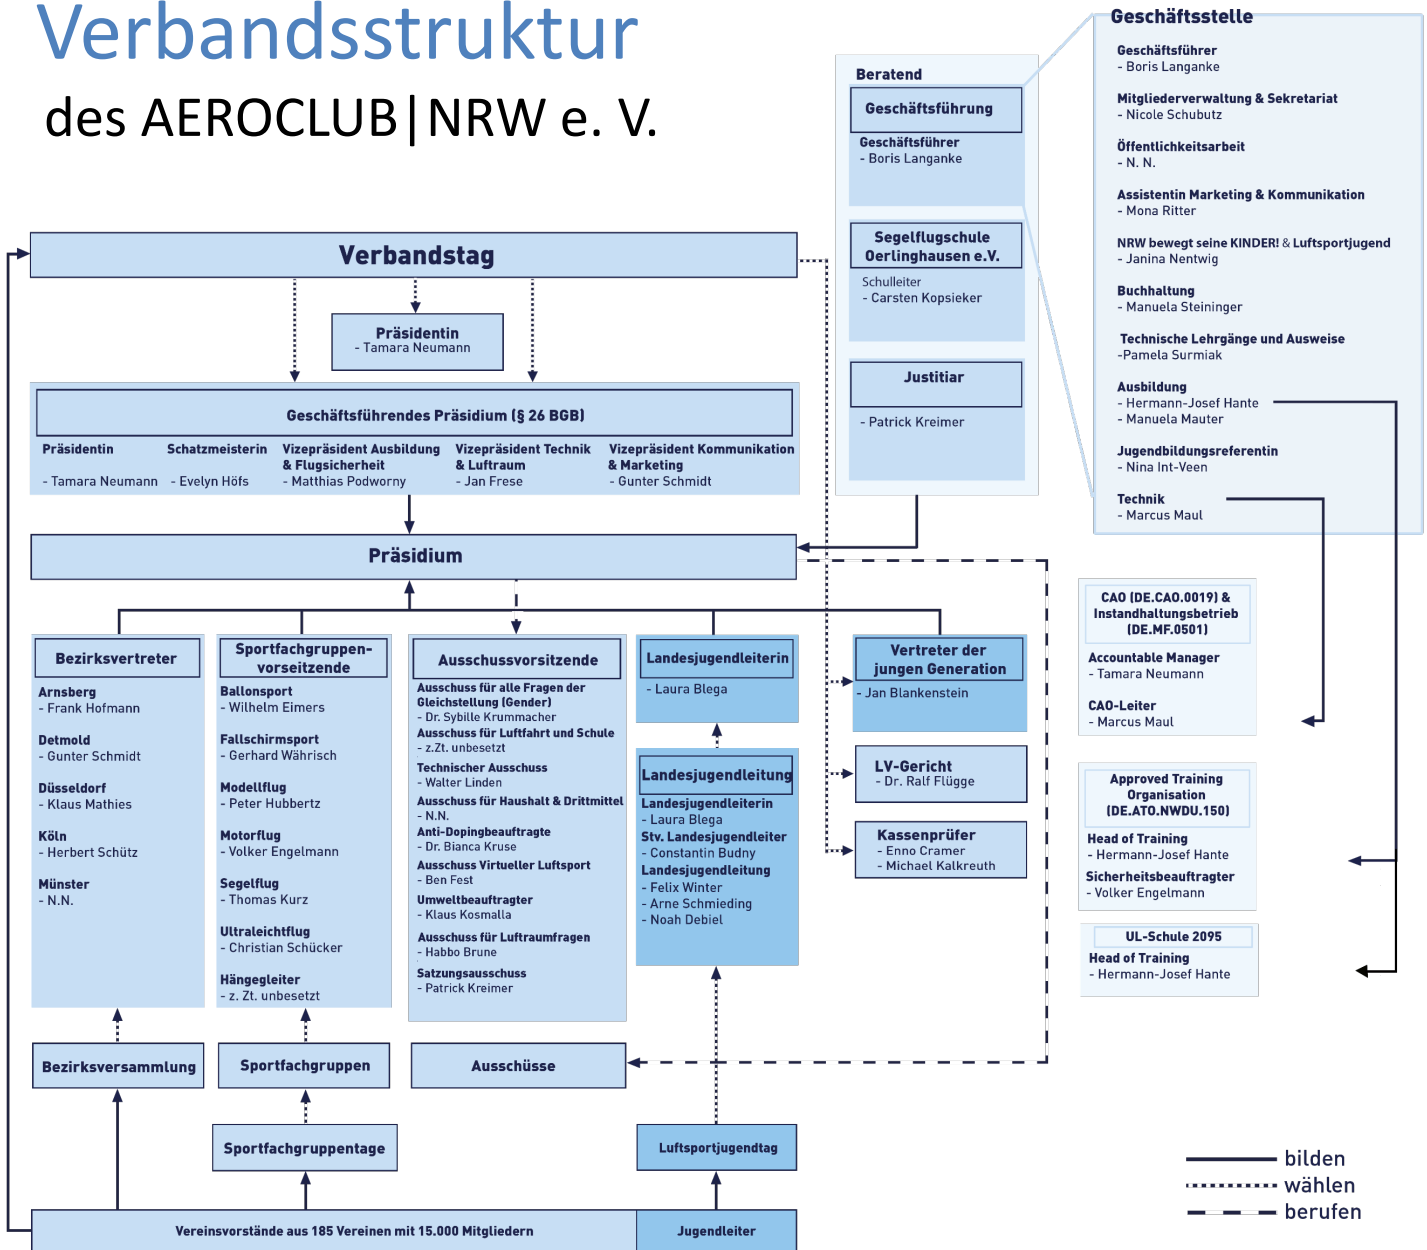 Verbandsstruktur
des AEROCLUB|NRW e. V.
Geschäftsstelle
Geschäftsführer
- Boris Langanke
Mitgliederverwaltung & Sekretariat
- Nicole Schubutz
Öffentlichkeitsarbeit
- N. N.
Assistentin Marketing & Kommunikation
- Mona Ritter
NRW bewegt seine KINDER! & Luftsportjugend
- Janina Nentwig
Buchhaltung
- Manuela Steininger
Technische Lehrgänge und Ausweise
-Pamela Surmiak
Ausbildung
- Hermann-Josef Hante
- Manuela Mauter
Jugendbildungsreferentin
- Nina Int-Veen
Technik
- Marcus Maul
Beratend
Geschäftsführung
Geschäftsführer
- Boris Langanke
Segelflugschule
Oerlinghausen e.V.
Schulleiter
- Carsten Kopsieker
Justitiar
- Patrick Kreimer
Verbandstag
Präsidentin
- Tamara Neumann
Geschäftsführendes Präsidium (§ 26 BGB)
Präsidentin
- Tamara Neumann
Schatzmeisterin
- Evelyn Höfs
Vizepräsident Ausbildung
& Flugsicherheit
- Matthias Podworny
Vizepräsident Technik
& Luftraum
- Jan Frese
Vizepräsident Kommunikation
& Marketing
- Gunter Schmidt
Präsidium
Bezirksvertreter
Arnsberg
- Frank Hofmann
Detmold
- Gunter Schmidt
Düsseldorf
- Klaus Mathies
Köln
- Herbert Schütz
Münster
- N.N.
Sportfachgruppen-
vorseitzende
Ballonsport
- Wilhelm Eimers
Fallschirmsport
- Gerhard Währisch
Modellflug
- Peter Hubbertz
Motorflug
- Volker Engelmann
Segelflug
- Thomas Kurz
Ultraleichtflug
- Christian Schücker
Hängegleiter
- z. Zt. unbesetzt
Ausschussvorsitzende
Ausschuss für alle Fragen der
Gleichstellung (Gender)
- Dr. Sybille Krummacher
Ausschuss für Luftfahrt und Schule
- z.Zt. unbesetzt
Technischer Ausschuss
- Walter Linden
Ausschuss für Haushalt & Drittmittel
- N.N.
Anti-Dopingbeauftragte
- Dr. Bianca Kruse
Ausschuss Virtueller Luftsport
- Ben Fest
Umweltbeauftragter
- Klaus Kosmalla
Ausschuss für Luftraumfragen
- Habbo Brune
Satzungsausschuss
- Patrick Kreimer
Landesjugendleiterin
- Laura Blega
Landesjugendleitung
Landesjugendleiterin
- Laura Blega
Stv. Landesjugendleiter
- Constantin Budny
Landesjugendleitung
- Felix Winter
- Arne Schmieding
- Noah Debiel
Vertreter der
jungen Generation
- Jan Blankenstein
LV-Gericht
- Dr. Ralf Flügge
Kassenprüfer
- Enno Cramer
- Michael Kalkreuth
CAO (DE.CAO.0019) &
Instandhaltungsbetrieb
(DE.MF.0501)
Accountable Manager
- Tamara Neumann
CAO-Leiter
- Marcus Maul
Approved Training
Organisation
(DE.ATO.NWDU.150)
Head of Training
- Hermann-Josef Hante
Sicherheitsbeauftragter
- Volker Engelmann
UL-Schule 2095
Head of Training
- Hermann-Josef Hante
Bezirksversammlung
Sportfachgruppen
Ausschüsse
Sportfachgruppentage
Luftsportjugendtag
Vereinsvorstände aus 185 Vereinen mit 15.000 Mitgliedern
Jugendleiter
bilden
wählen
berufen